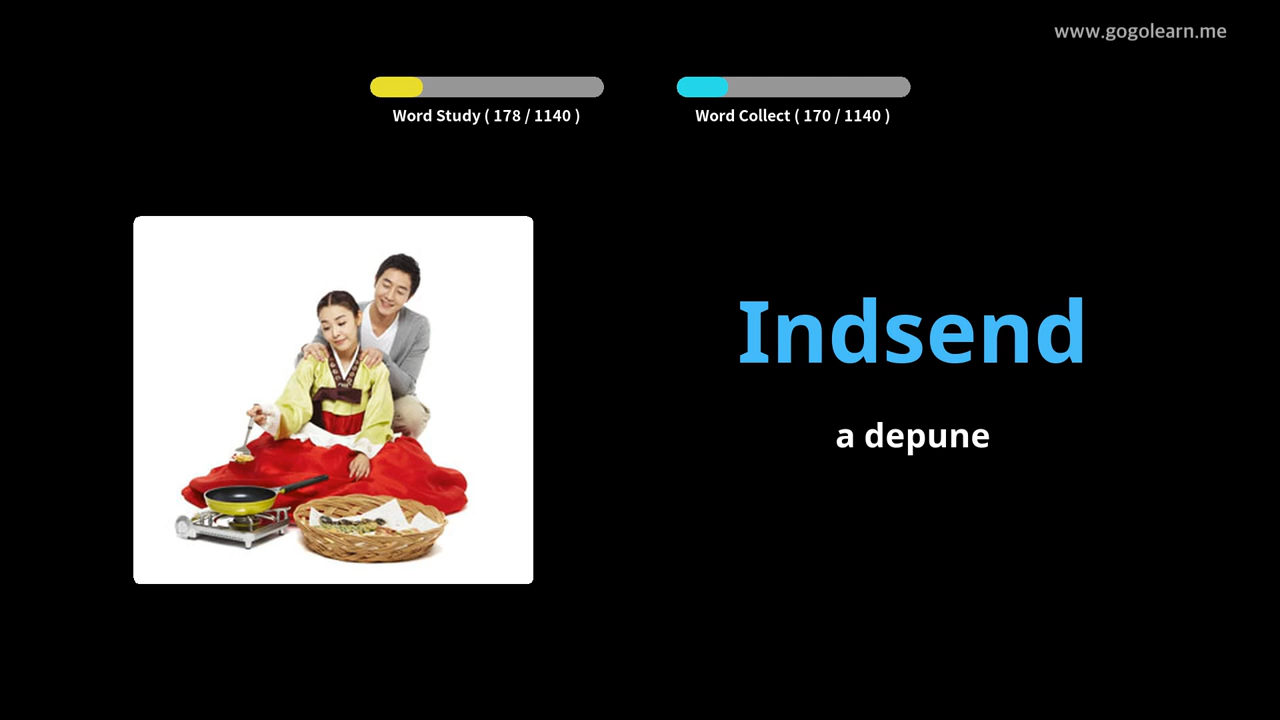 www.gogolearn.me
Word Study ( 178 / 1140 )
Word Collect ( 170 / 1140 )
Indsend
a depune